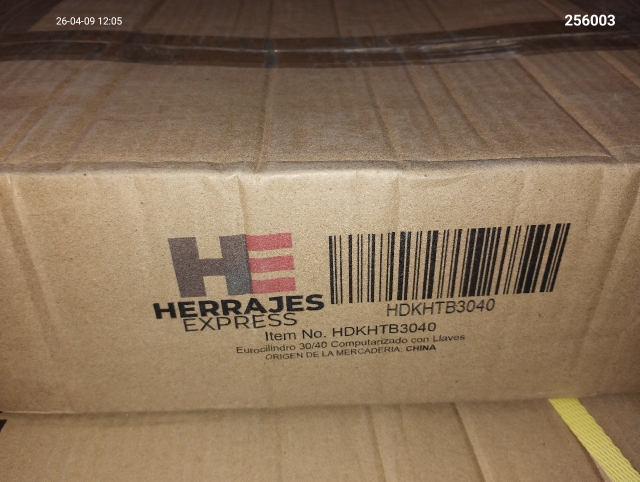 26-04-09 12:05
256003
HE
HERRAJES
EXPRESS
HDKHTB3040
Item No. HDKHTB3040
Eurocilindro 30/40 Computarizado con Llaves
ORIGEN DE LA MERCADERIA: CHINA